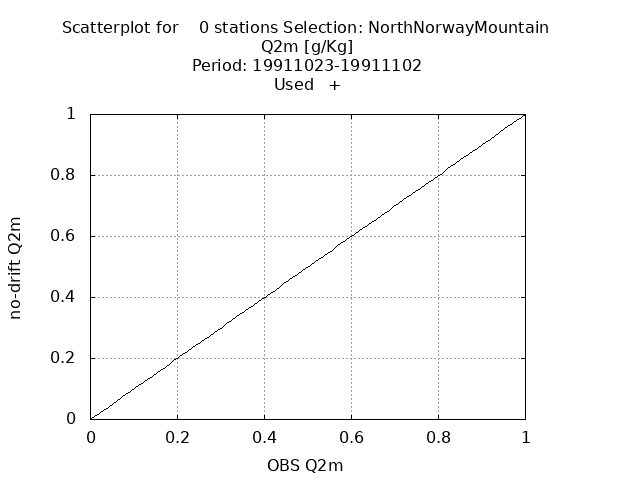 Scatterplot for    0 stations Selection: NorthNorwayMountain
Q2m [g/Kg]
Period: 19911023-19911102
Used   +
1
0.8
0.6
0.4
0.2
0
no-drift Q2m
0 0.2 0.4 0.6 0.8 1
OBS Q2m